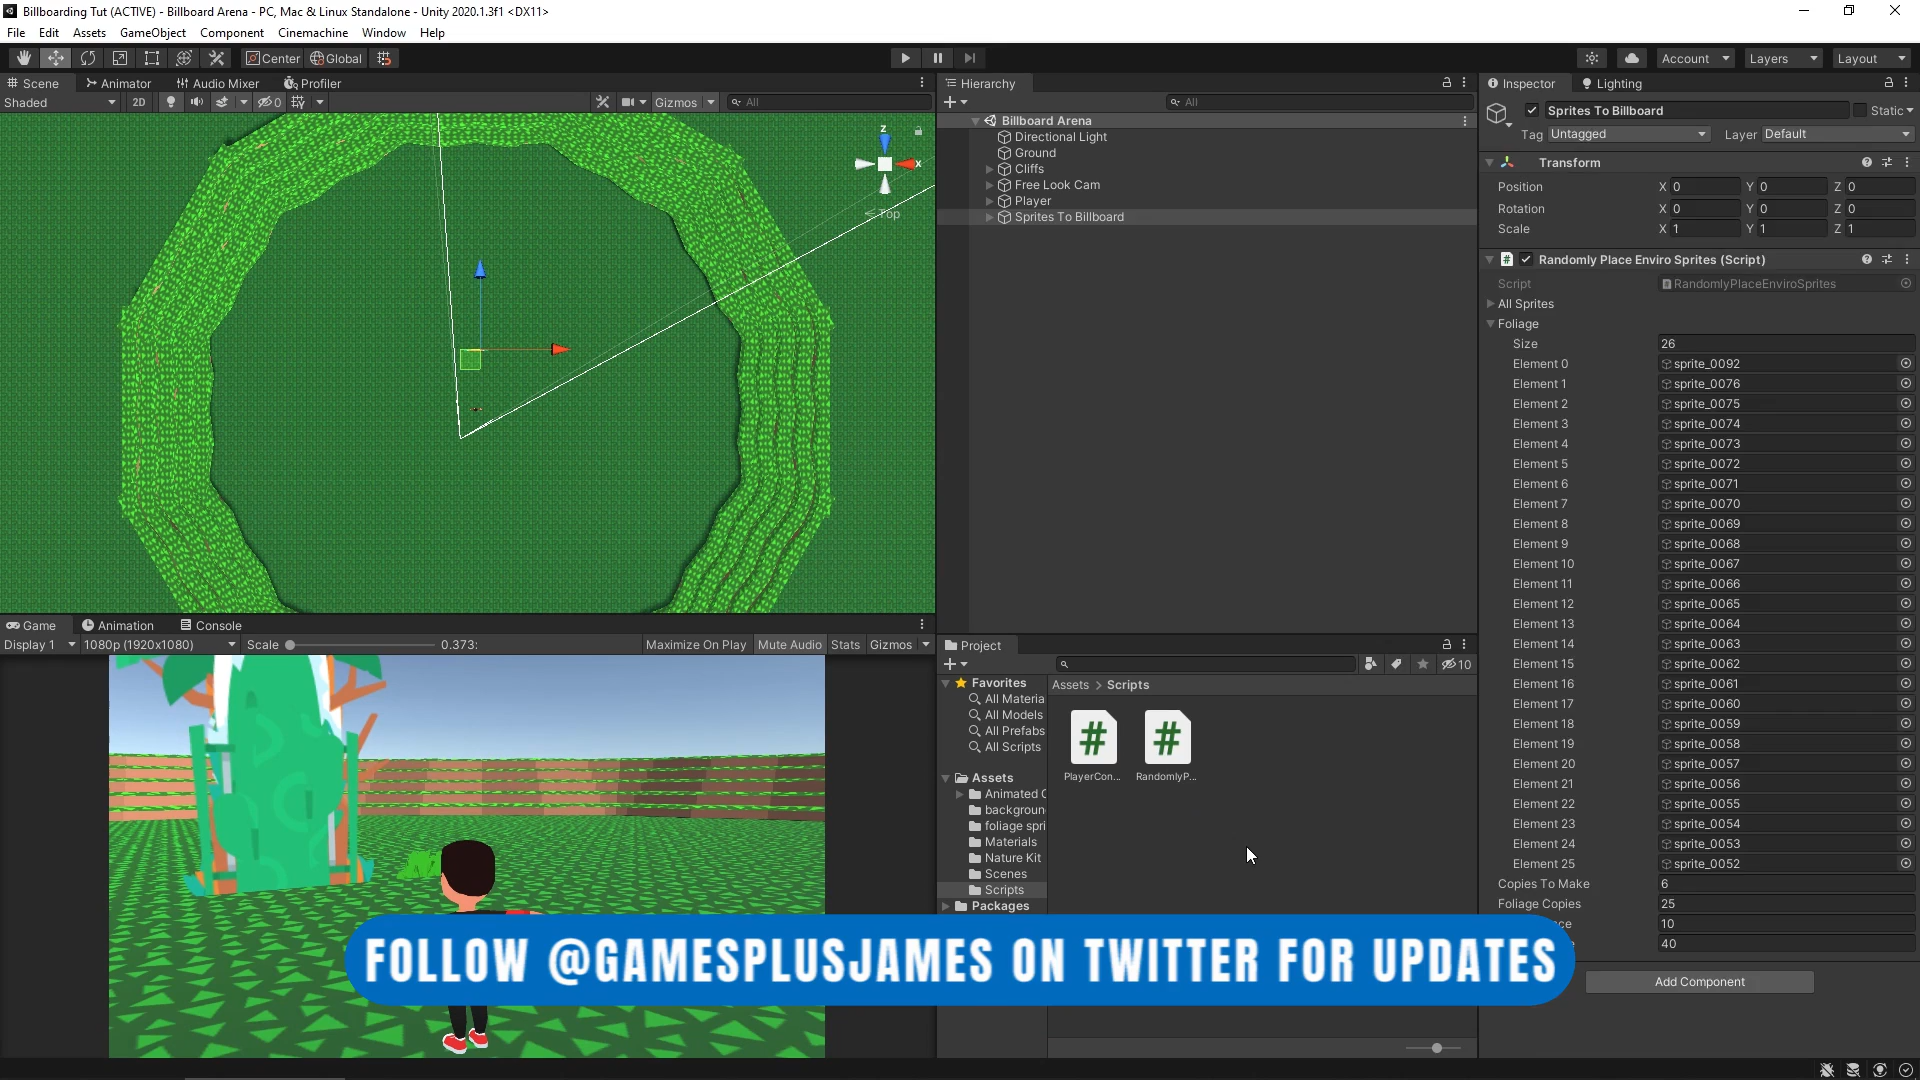 Billboarding Tut (ACTIVE) - Billboard Arena - PC, Mac & Linux Standalone - Unity 2020.1.3f1 <DX11>
File Edit Assets GameObject Component Cinemachine Window Help
Center Global
Account Layers Layout
Scene Animator Audio Mixer Profiler
Shaded 2D 0 Gizmos All
z
x
Top
Hierarchy
All
Billboard Arena
Directional Light
Ground
Cliffs
Free Look Cam
Player
Sprites To Billboard
Game Animation Console
Display 1 1080p (1920x1080) Scale 0.373: Maximize On Play Mute Audio Stats Gizmos
Project
10
Favorites
All Materia
All Models
All Prefabs
All Scripts
Assets
Animated C
backgroun
foliage spri
Materials
Nature Kit
Scenes
Scripts
Packages
Assets > Scripts
PlayerCon... RandomlyP...
Inspector Lighting
Sprites To Billboard Static
Tag Untagged Layer Default
Transform
Position X 0 Y 0 Z 0
Rotation X 0 Y 0 Z 0
Scale X 1 Y 1 Z 1
Randomly Place Enviro Sprites (Script)
Script RandomlyPlaceEnviroSprites
All Sprites
Foliage
Size 26
Element 0 sprite_0092
Element 1 sprite_0076
Element 2 sprite_0075
Element 3 sprite_0074
Element 4 sprite_0073
Element 5 sprite_0072
Element 6 sprite_0071
Element 7 sprite_0070
Element 8 sprite_0069
Element 9 sprite_0068
Element 10 sprite_0067
Element 11 sprite_0066
Element 12 sprite_0065
Element 13 sprite_0064
Element 14 sprite_0063
Element 15 sprite_0062
Element 16 sprite_0061
Element 17 sprite_0060
Element 18 sprite_0059
Element 19 sprite_0058
Element 20 sprite_0057
Element 21 sprite_0056
Element 22 sprite_0055
Element 23 sprite_0054
Element 24 sprite_0053
Element 25 sprite_0052
Copies To Make 6
Foliage Copies 25
ce 10
40
Add Component
FOLLOW @GAMESPLUSJAMES ON TWITTER FOR UPDATES